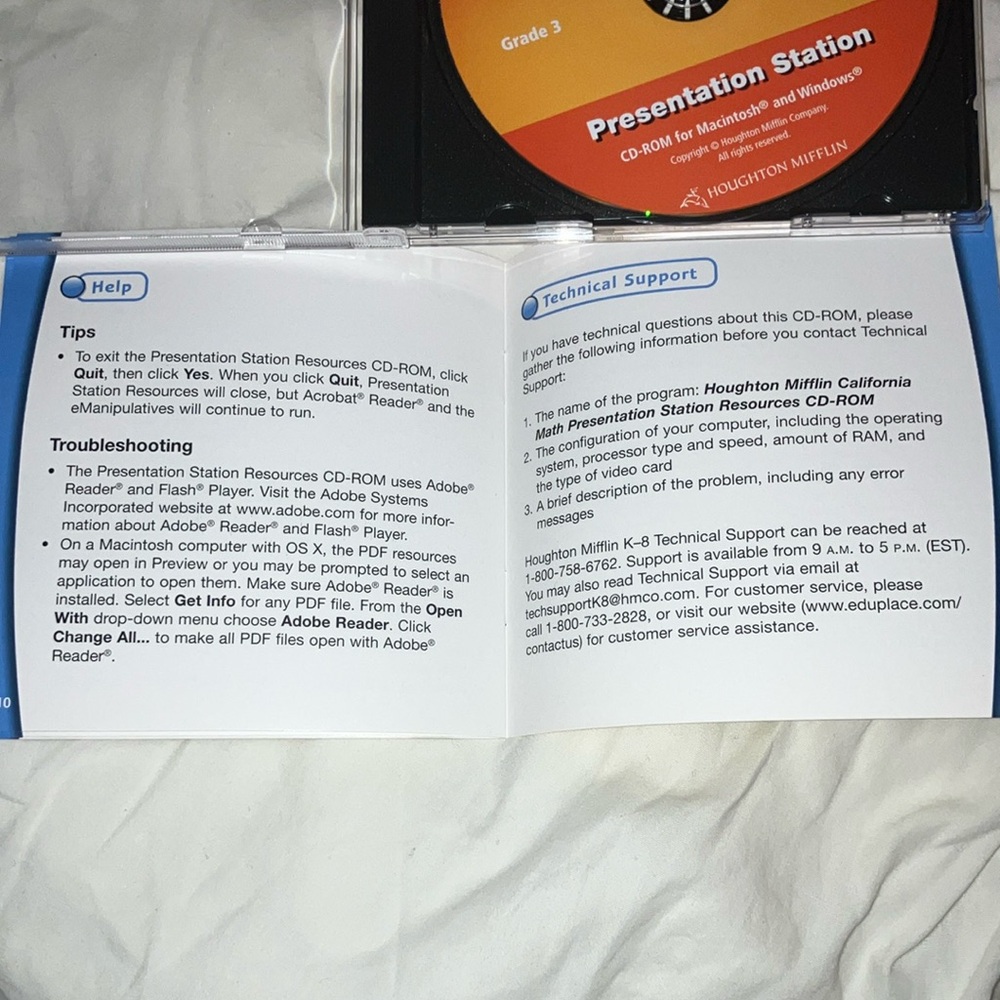 Grade 3
Presentation Station
CD-ROM for Macintosh® and Windows®
Copyright © Houghton Mifflin Company.
All rights reserved.
HOUGHTON MIFFLIN
Help
Tips
• To exit the Presentation Station Resources CD-ROM, click
Quit, then click Yes. When you click Quit, Presentation
Station Resources will close, but Acrobat® Reader® and the
eManipulatives will continue to run.
Troubleshooting
• The Presentation Station Resources CD-ROM uses Adobe®
Reader® and Flash® Player. Visit the Adobe Systems
Incorporated website at www.adobe.com for more infor-
mation about Adobe® Reader® and Flash® Player.
• On a Macintosh computer with OS X, the PDF resources
may open in Preview or you may be prompted to select an
application to open them. Make sure Adobe® Reader® is
installed. Select Get Info for any PDF file. From the Open
With drop-down menu choose Adobe Reader. Click
Change All... to make all PDF files open with Adobe®
Reader®.
10
Technical Support
If you have technical questions about this CD-ROM, please
gather the following information before you contact Technical
Support:
1. The name of the program: Houghton Mifflin California
Math Presentation Station Resources CD-ROM
2. The configuration of your computer, including the operating
system, processor type and speed, amount of RAM, and
the type of video card
3. A brief description of the problem, including any error
messages
Houghton Mifflin K–8 Technical Support can be reached at
1-800-758-6762. Support is available from 9 A.M. to 5 P.M. (EST).
You may also read Technical Support via email at
techsupportK8@hmco.com. For customer service, please
call 1-800-733-2828, or visit our website (www.eduplace.com/
contactus) for customer service assistance.